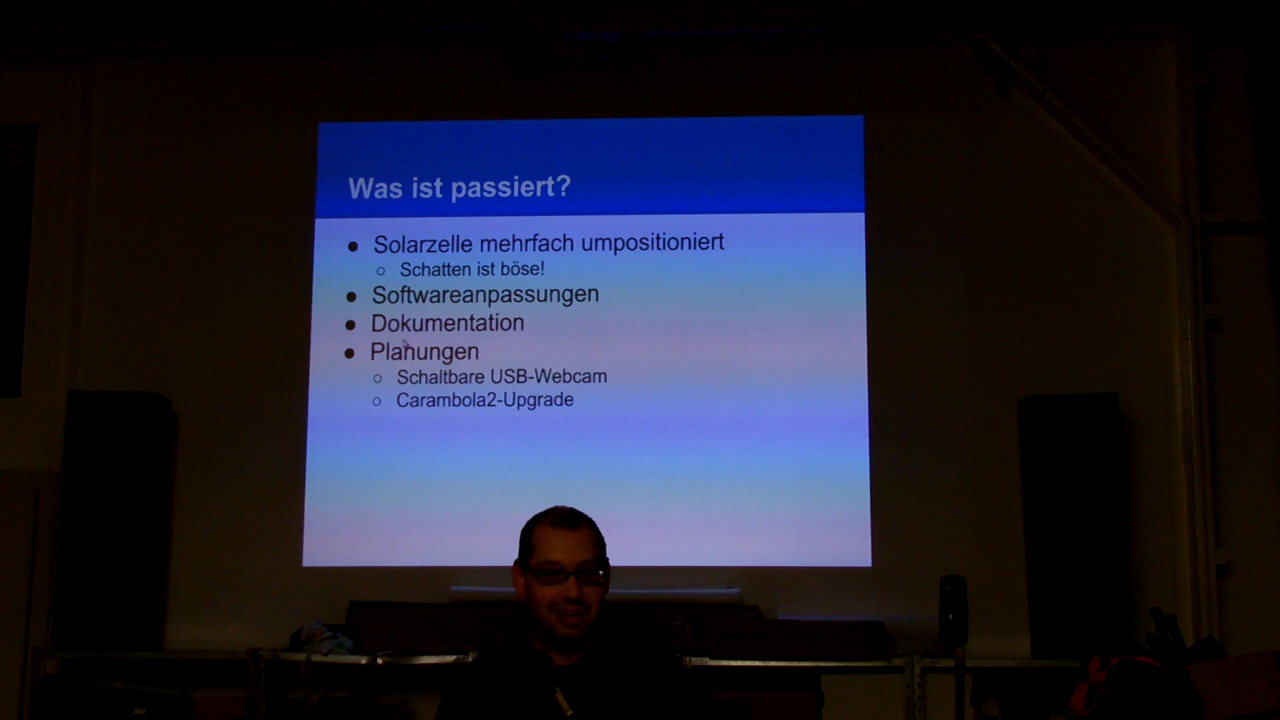 Was ist passiert?
● Solarzelle mehrfach umpositioniert
○ Schatten ist böse!
● Softwareanpassungen
● Dokumentation
● Planungen
○ Schaltbare USB-Webcam
○ Carambola2-Upgrade